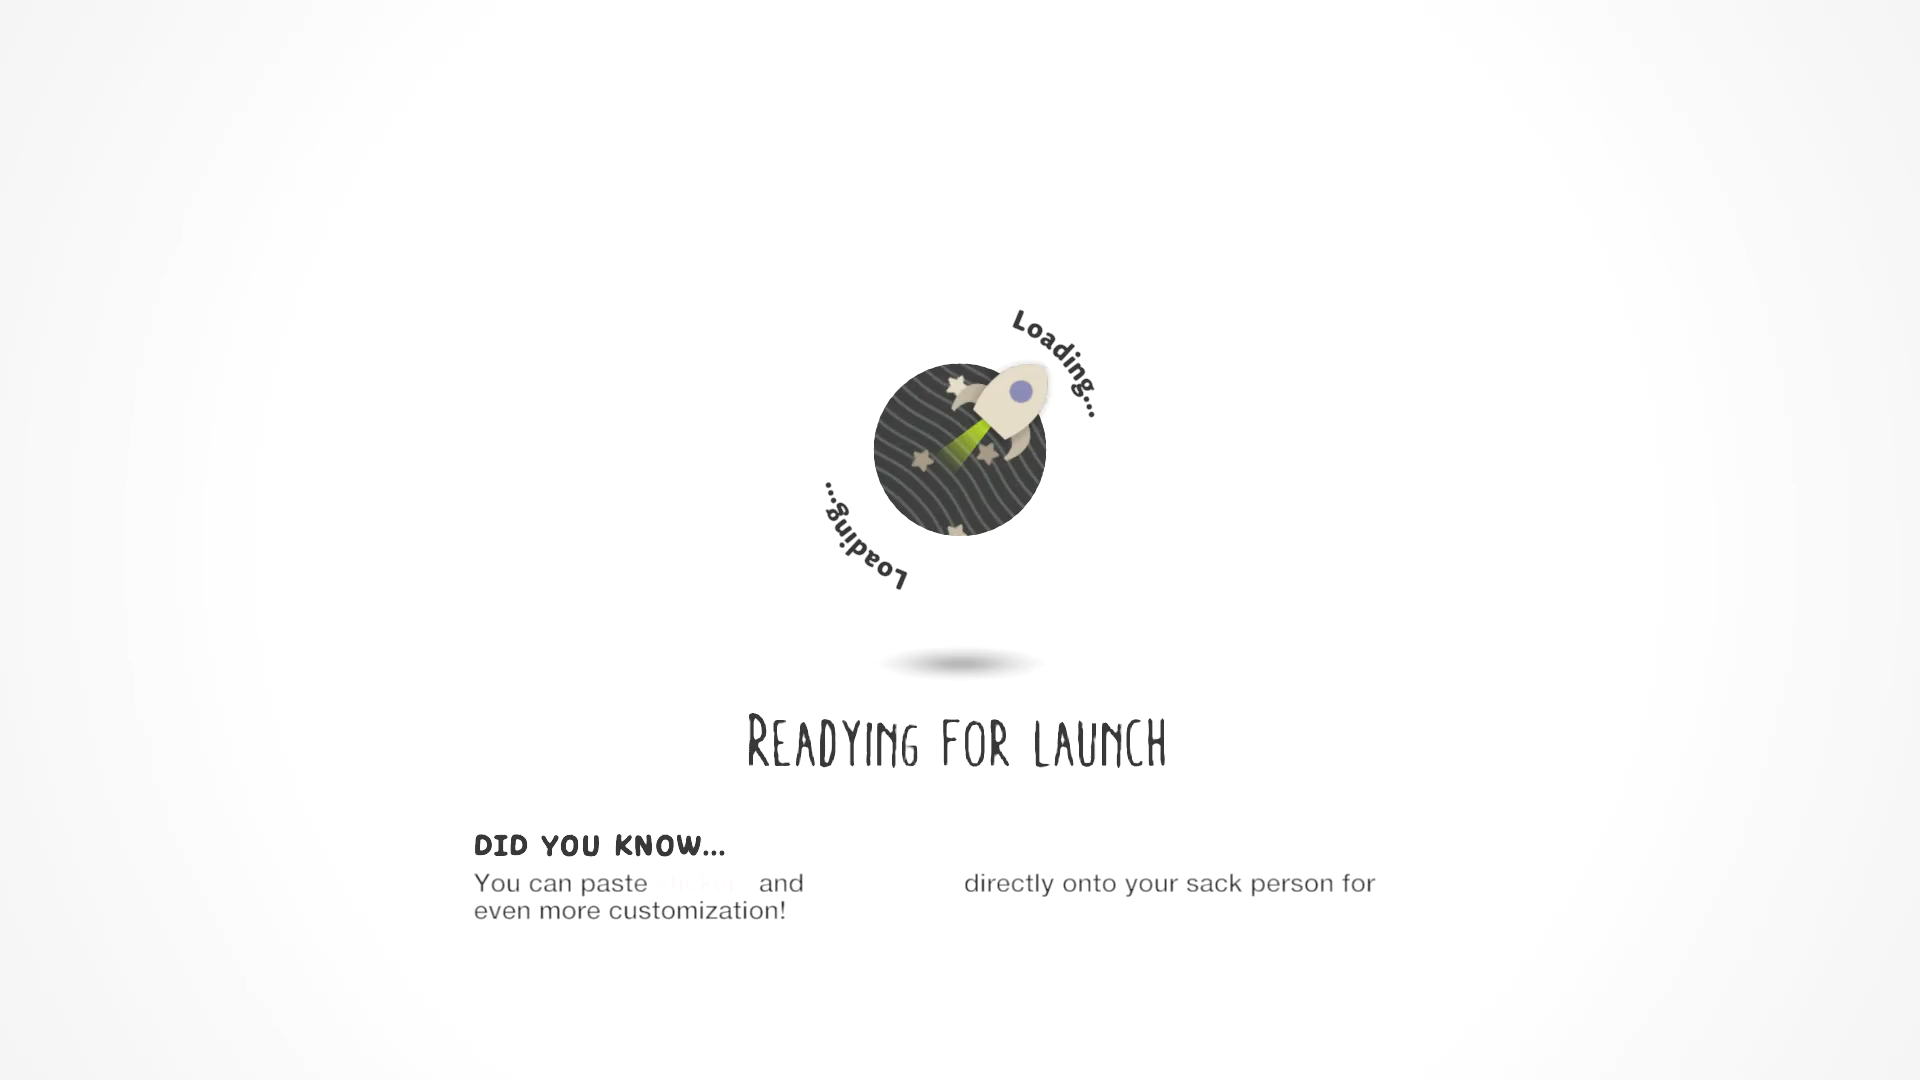 Loading...
Loading...
READYING FOR LAUNCH
DID YOU KNOW...
You can paste and directly onto your sack person for
even more customization!